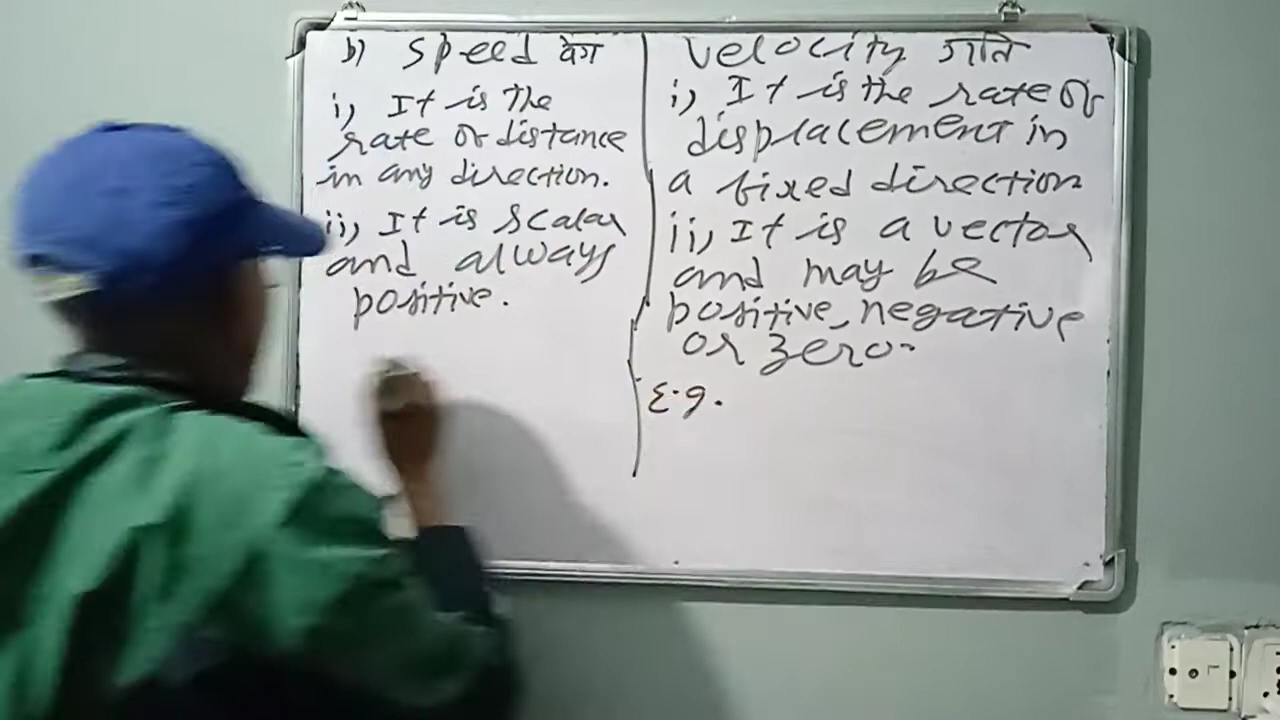 b) speed वेग
i) It is the
rate of distance
in any direction.
ii) It is scalar
and always
positive.
velocity गति
i) It is the rate of
displacement in
a fixed direction
ii) It is a vector
and may be
positive, negative
or zero.
E.g.